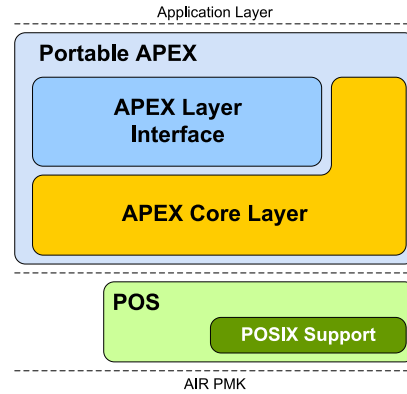 Application Layer
Portable APEX
APEX Layer
Interface
APEX Core Layer
POS
POSIX Support
AIR PMK